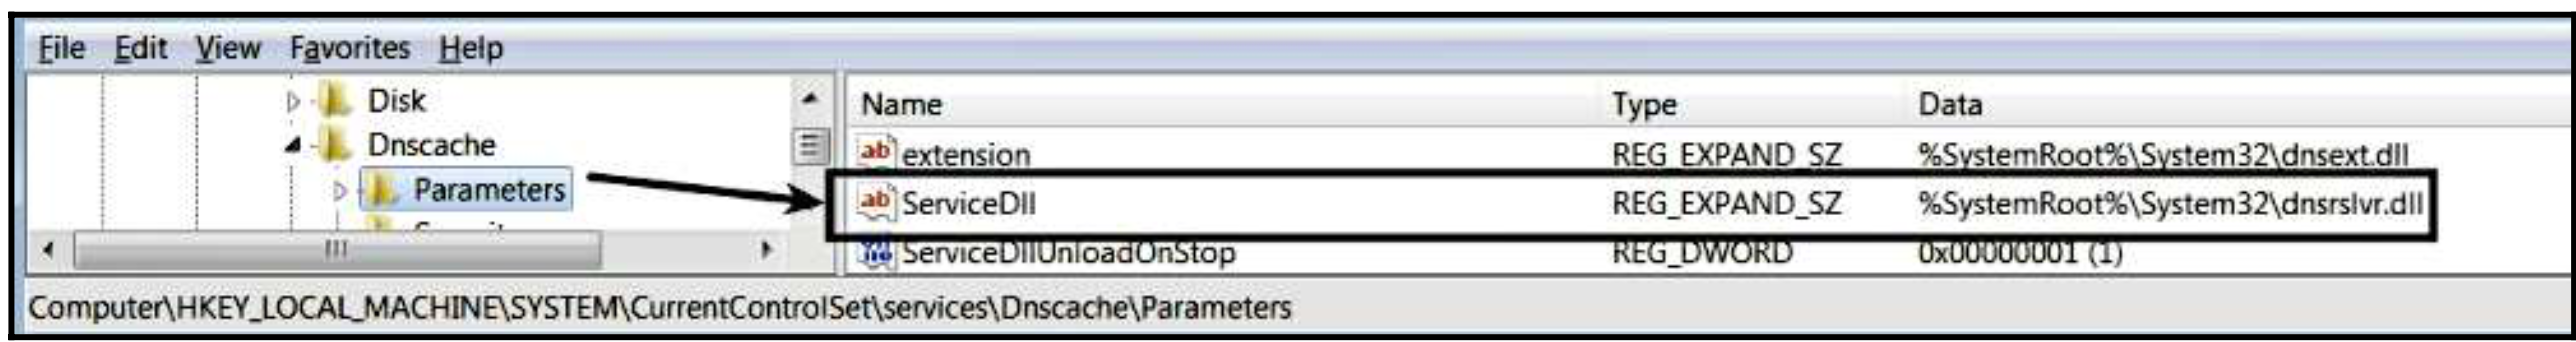 File Edit View Favorites Help
Disk
Dnscache
Parameters
Name Type Data
extension REG_EXPAND_SZ %SystemRoot%\System32\dnsext.dll
ServiceDll REG_EXPAND_SZ %SystemRoot%\System32\dnsrslvr.dll
ServiceDllUnloadOnStop REG_DWORD 0x00000001 (1)
Computer\HKEY_LOCAL_MACHINE\SYSTEM\CurrentControlSet\services\Dnscache\Parameters